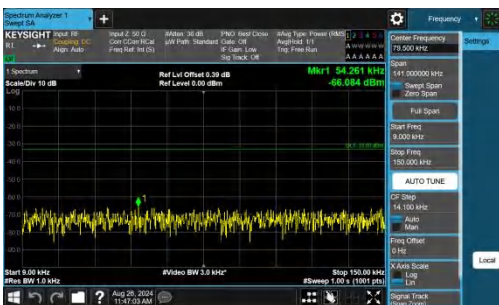 Spectrum Analyzer 1
Swept SA
Frequency
Settings
KEYSIGHT
RL
Input: RF
Coupling: DC
Align: Auto
Input Z: 50 Ω
Corr CCorr RCal
Freq Ref: Int (S)
#Atten: 30 dB
µW Path: Standard
PNO: Best Close
Gate: Off
IF Gain: Low
Sig Track: Off
#Avg Type: Power (RMS)
Avg|Hold: 1/1
Trig: Free Run
A W W W W W
A A A A A A
1 Spectrum
Scale/Div 10 dB
Log
Ref Lvl Offset 0.39 dB
Ref Level 0.00 dBm
Mkr1 54.261 kHz
-66.084 dBm
1
Start 9.00 kHz
#Res BW 1.0 kHz
#Video BW 3.0 kHz*
Stop 150.00 kHz
#Sweep 1.00 s (1001 pts)
Center Frequency
79.500 kHz
Span
141.000000 kHz
Swept Span
Zero Span
Full Span
Start Freq
9.000 kHz
Stop Freq
150.000 kHz
AUTO TUNE
CF Step
14.100 kHz
Auto
Man
Freq Offset
0 Hz
X Axis Scale
Log
Lin
Signal Track
(Span Zoom)
Local
Aug 28, 2024
11:47:03 AM